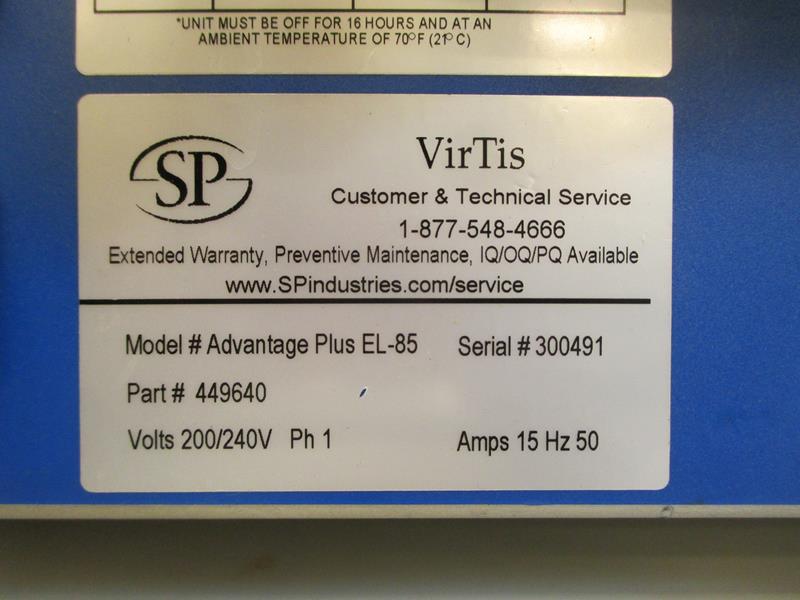 *UNIT MUST BE OFF FOR 16 HOURS AND AT AN
AMBIENT TEMPERATURE OF 70°F (21°C)
SP
VirTis
Customer & Technical Service
1-877-548-4666
Extended Warranty, Preventive Maintenance, IQ/OQ/PQ Available
www.SPindustries.com/service
Model # Advantage Plus EL-85 Serial # 300491
Part # 449640
Volts 200/240V Ph 1 Amps 15 Hz 50